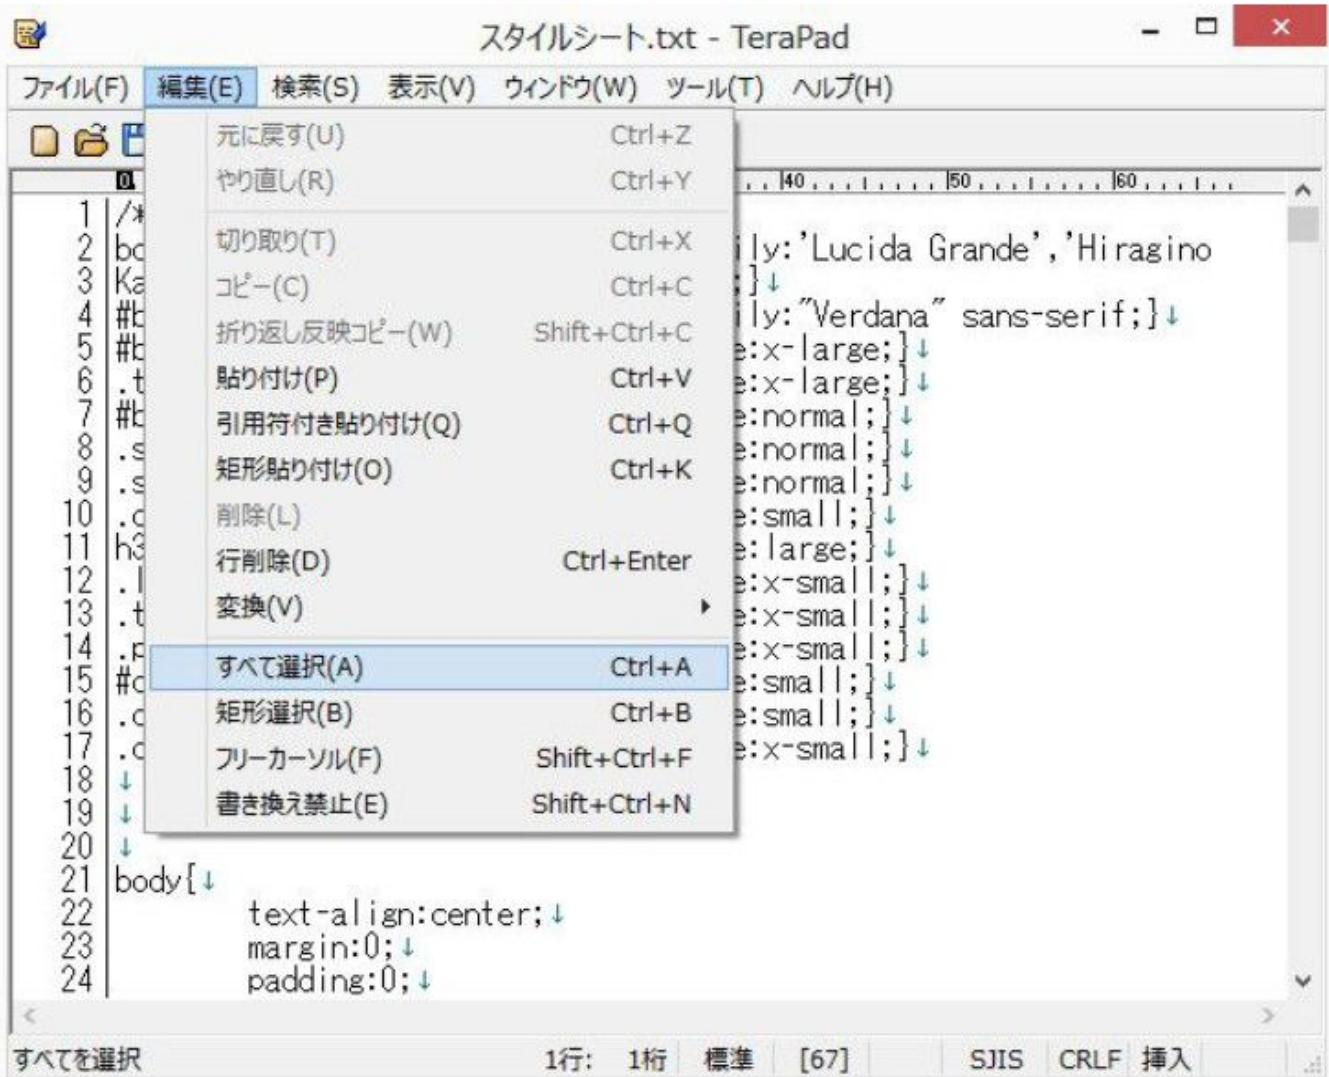 スタイルシート.txt - TeraPad
ファイル(F) 編集(E) 検索(S) 表示(V) ウィンドウ(W) ツール(T) ヘルプ(H)
元に戻す(U) Ctrl+Z
やり直し(R) Ctrl+Y
切り取り(T) Ctrl+X
コピー(C) Ctrl+C
折り返し反映コピー(W) Shift+Ctrl+C
貼り付け(P) Ctrl+V
引用符付き貼り付け(Q) Ctrl+Q
矩形貼り付け(O) Ctrl+K
削除(L)
行削除(D) Ctrl+Enter
変換(V)
すべて選択(A) Ctrl+A
矩形選択(B) Ctrl+B
フリーカーソル(F) Shift+Ctrl+F
書き換え禁止(E) Shift+Ctrl+N
0 40 50 60
1 /*
2 bo ily:'Lucida Grande','Hiragino
3 Ka ;}↓
4 #b ily:"Verdana" sans-serif;}↓
5 #b e:x-large;}↓
6 .t e:x-large;}↓
7 #b e:normal;}↓
8 .s e:normal;}↓
9 .s e:normal;}↓
10 .c e:small;}↓
11 h3 e:large;}↓
12 .l e:x-small;}↓
13 .t e:x-small;}↓
14 .p e:x-small;}↓
15 #c e:small;}↓
16 .c e:small;}↓
17 .c e:x-small;}↓
18 ↓
19 ↓
20 ↓
21 body{↓
22 text-align:center;↓
23 margin:0;↓
24 padding:0;↓
すべてを選択 1行: 1桁 標準 [67] SJIS CRLF 挿入